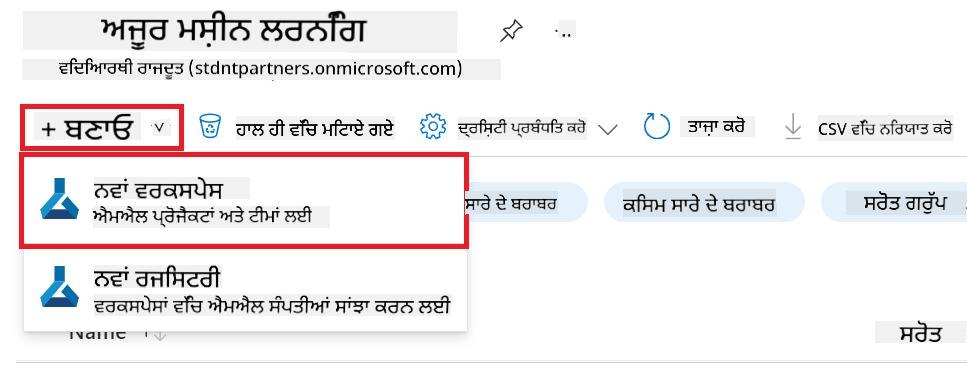 ਅਜ਼ੂਰ ਮਸ਼ੀਨ ਲਰਨਿੰਗ
ਵਿਦਿਆਰਥੀ ਰਾਜਦੂਤ (stdntpartners.onmicrosoft.com)
+ ਬਣਾਓ ਹਾਲ ਹੀ ਵਿੱਚ ਮਿਟਾਏ ਗਏ ਦ੍ਰਿਸ਼ਟੀ ਪ੍ਰਬੰਧਿਤ ਕਰੋ ਤਾਜ਼ਾ ਕਰੋ CSV ਵਿੱਚ ਨਿਰਯਾਤ ਕਰੋ
ਨਵਾਂ ਵਰਕਸਪੇਸ
ਐਮਐਲ ਪ੍ਰੋਜੈਕਟਾਂ ਅਤੇ ਟੀਮਾਂ ਲਈ
ਸਾਰੇ ਦੇ ਬਰਾਬਰ ਕਿਸਮ ਸਾਰੇ ਦੇ ਬਰਾਬਰ ਸਰੋਤ ਗਰੁੱਪ
ਨਵਾਂ ਰਜਿਸਟਰੀ
ਵਰਕਸਪੇਸਾਂ ਵਿੱਚ ਐਮਐਲ ਸੰਪਤੀਆਂ ਸਾਂਝਾ ਕਰਨ ਲਈ
Name ਸਰੋਤ